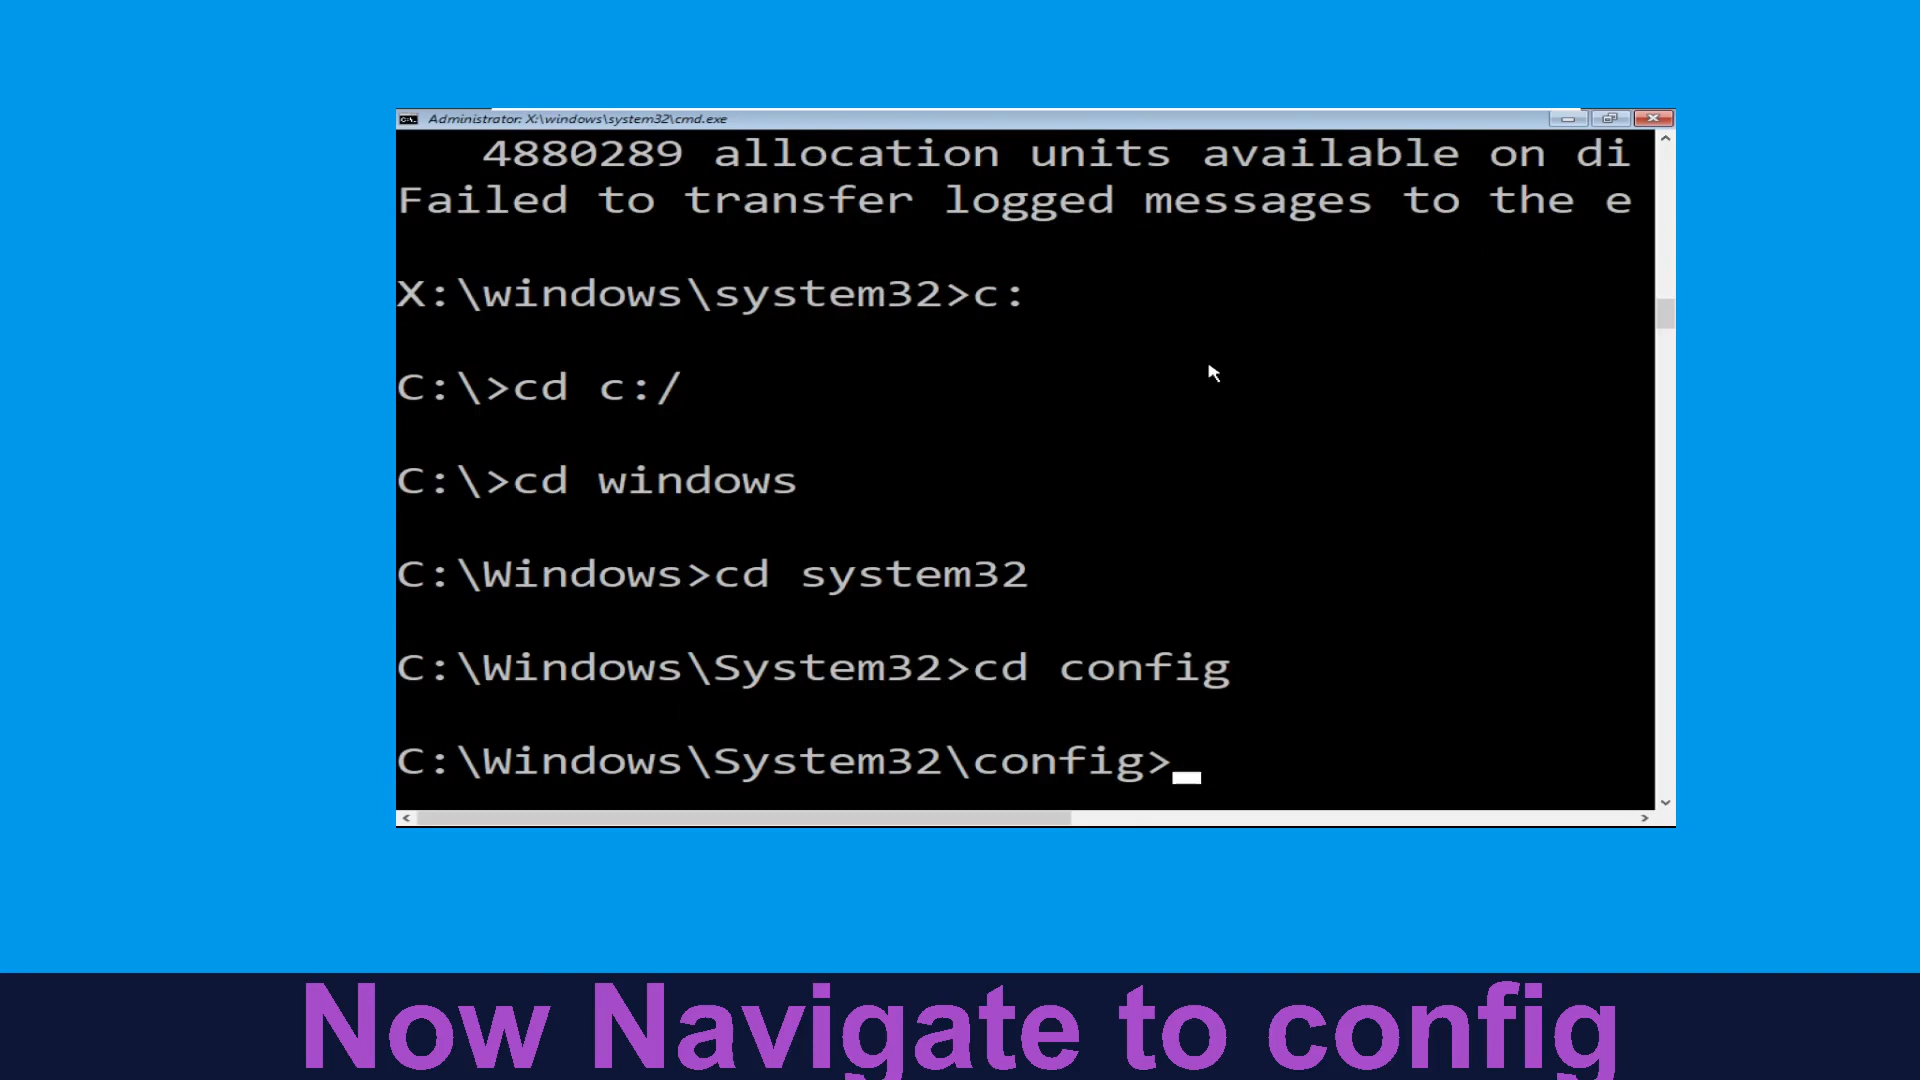 Administrator: X:\windows\system32\cmd.exe
4880289 allocation units available on di
Failed to transfer logged messages to the e
X:\windows\system32>c:
C:\>cd c:/
C:\>cd windows
C:\Windows>cd system32
C:\Windows\System32>cd config
C:\Windows\System32\config>
Now Navigate to config